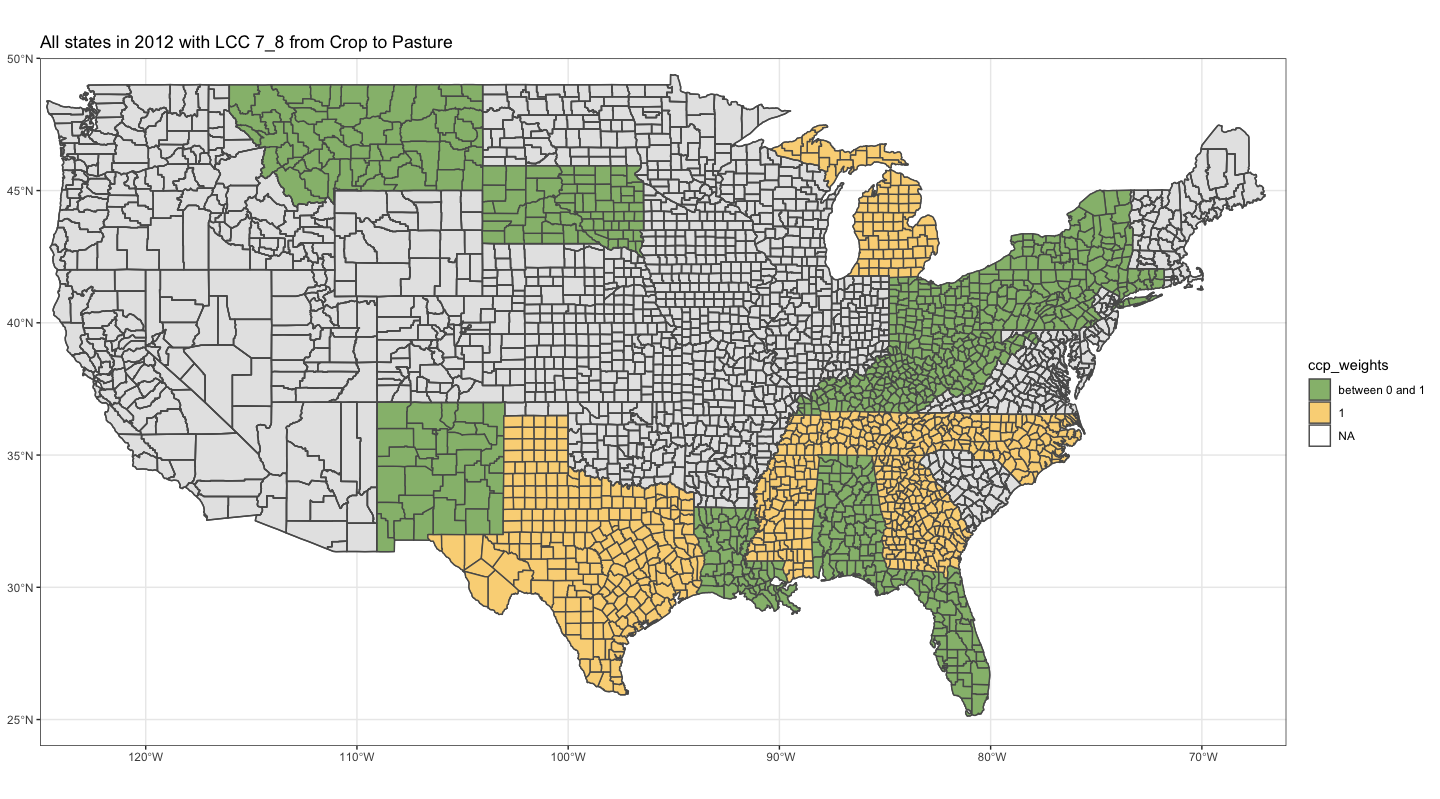 All states in 2012 with LCC 7_8 from Crop to Pasture
50°N
45°N
40°N
35°N
30°N
25°N
120°W
110°W
100°W
90°W
80°W
70°W
ccp_weights
between 0 and 1
1
NA